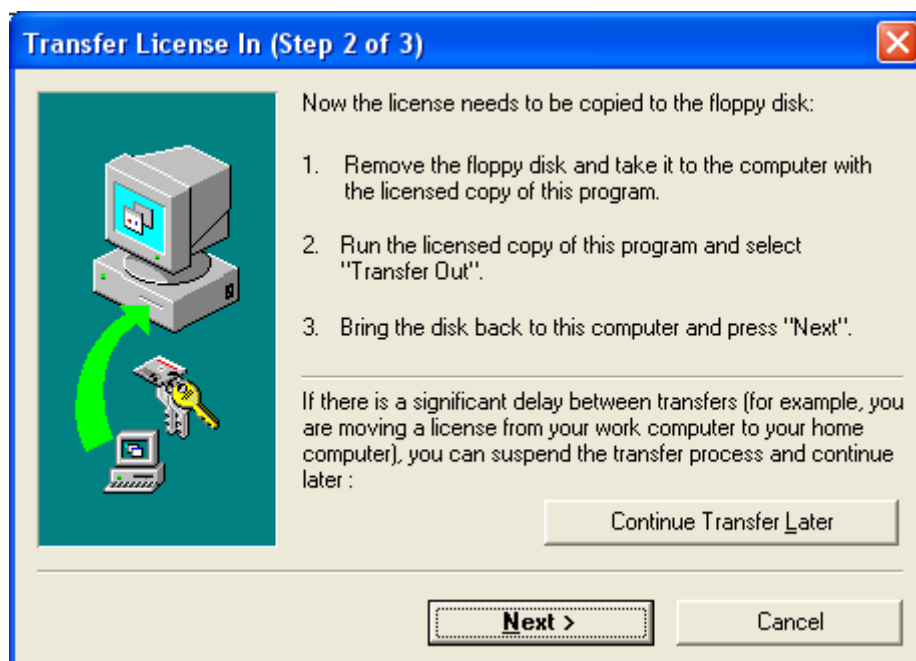 Transfer License In (Step 2 of 3)
Now the license needs to be copied to the floppy disk:
1. Remove the floppy disk and take it to the computer with
the licensed copy of this program.
2. Run the licensed copy of this program and select
"Transfer Out".
3. Bring the disk back to this computer and press "Next".
If there is a significant delay between transfers (for example, you
are moving a license from your work computer to your home
computer), you can suspend the transfer process and continue
later :
Continue Transfer Later
Next >
Cancel